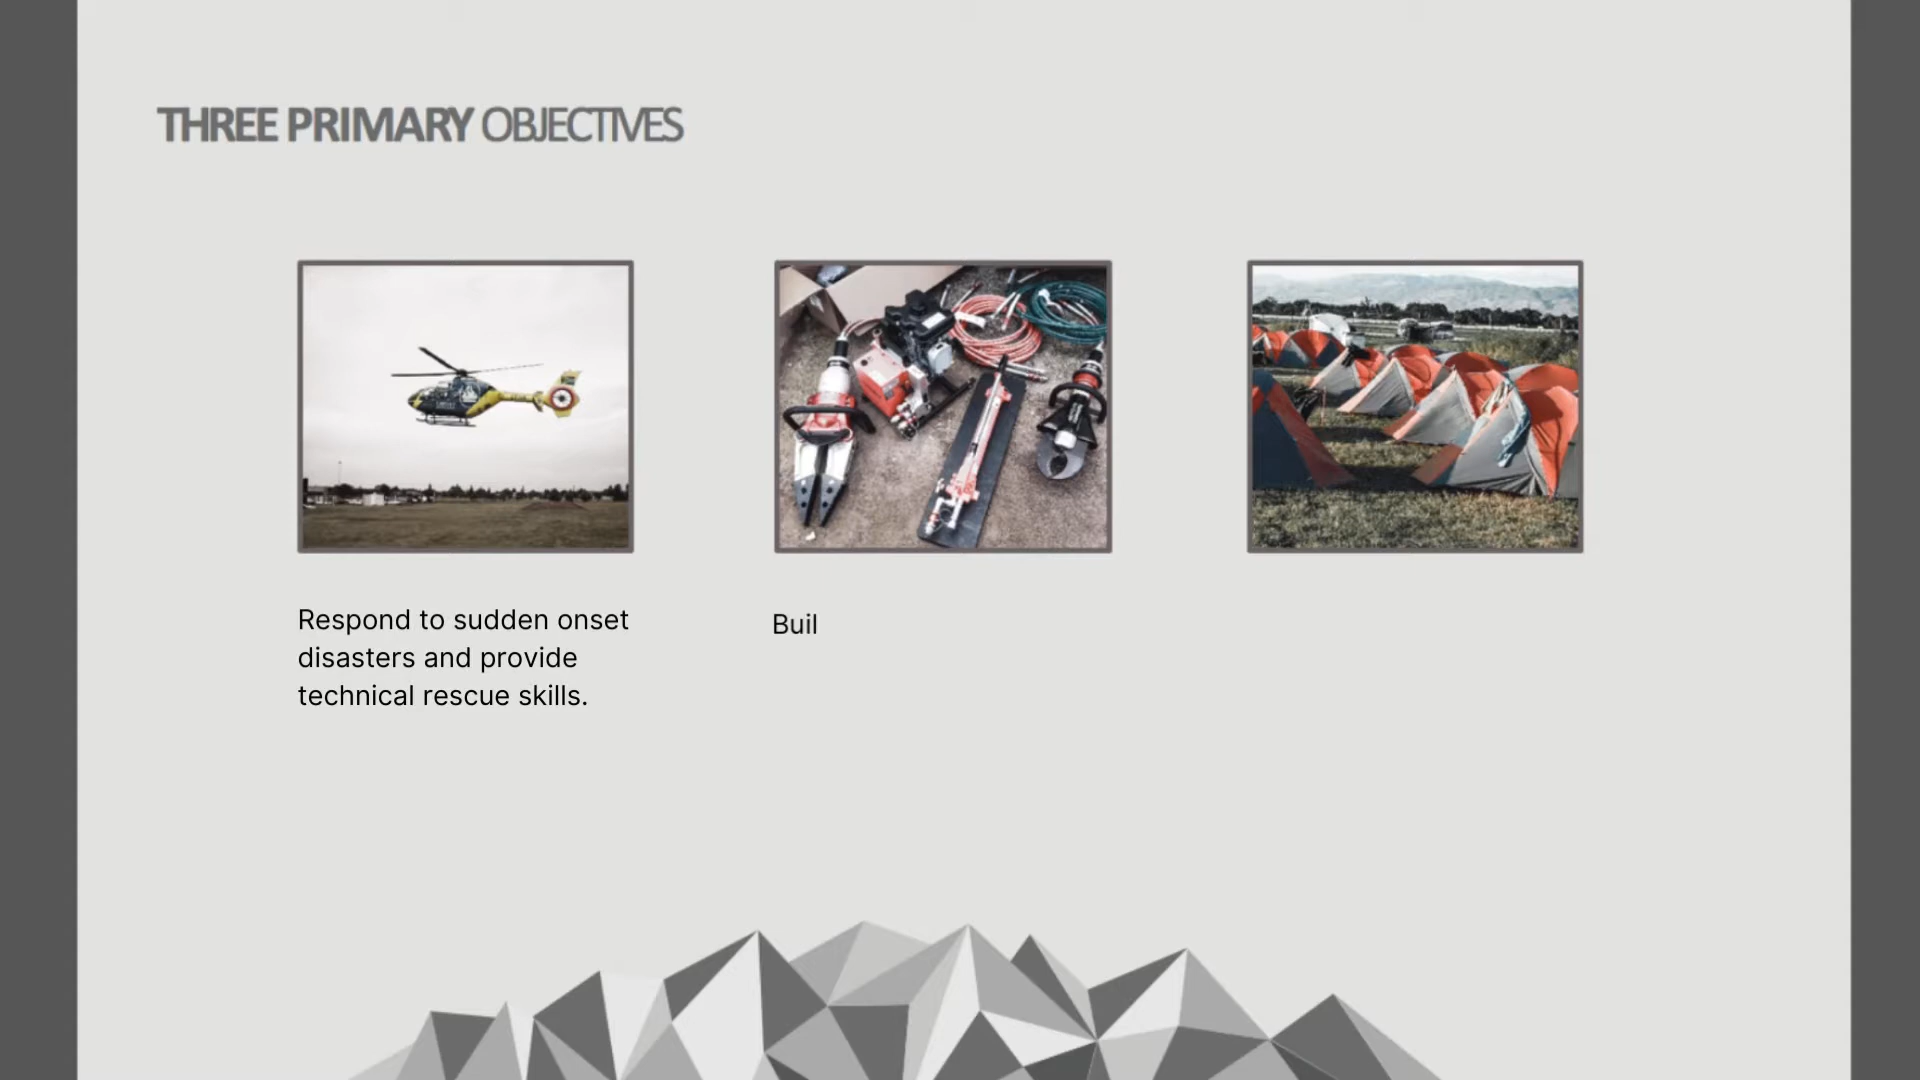 THREE PRIMARY OBJECTIVES
Respond to sudden onset
disasters and provide
technical rescue skills.
Buil